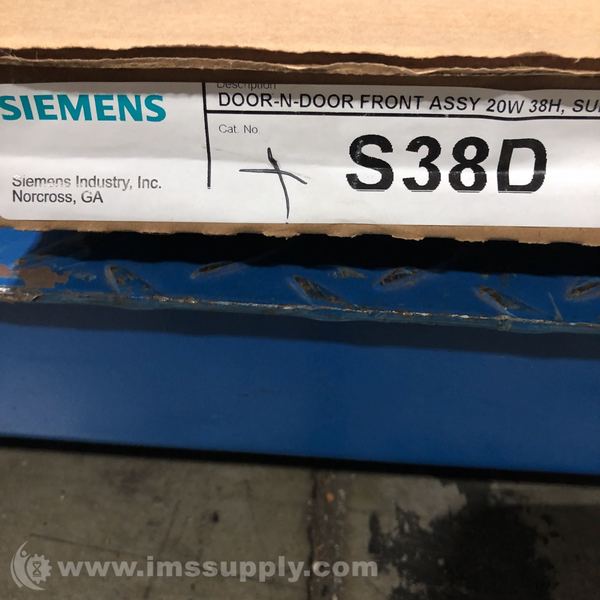 SIEMENS
Description
DOOR-N-DOOR FRONT ASSY 20W 38H, SU
Cat. No.
S38D
Siemens Industry, Inc.
Norcross, GA
www.imssupply.com